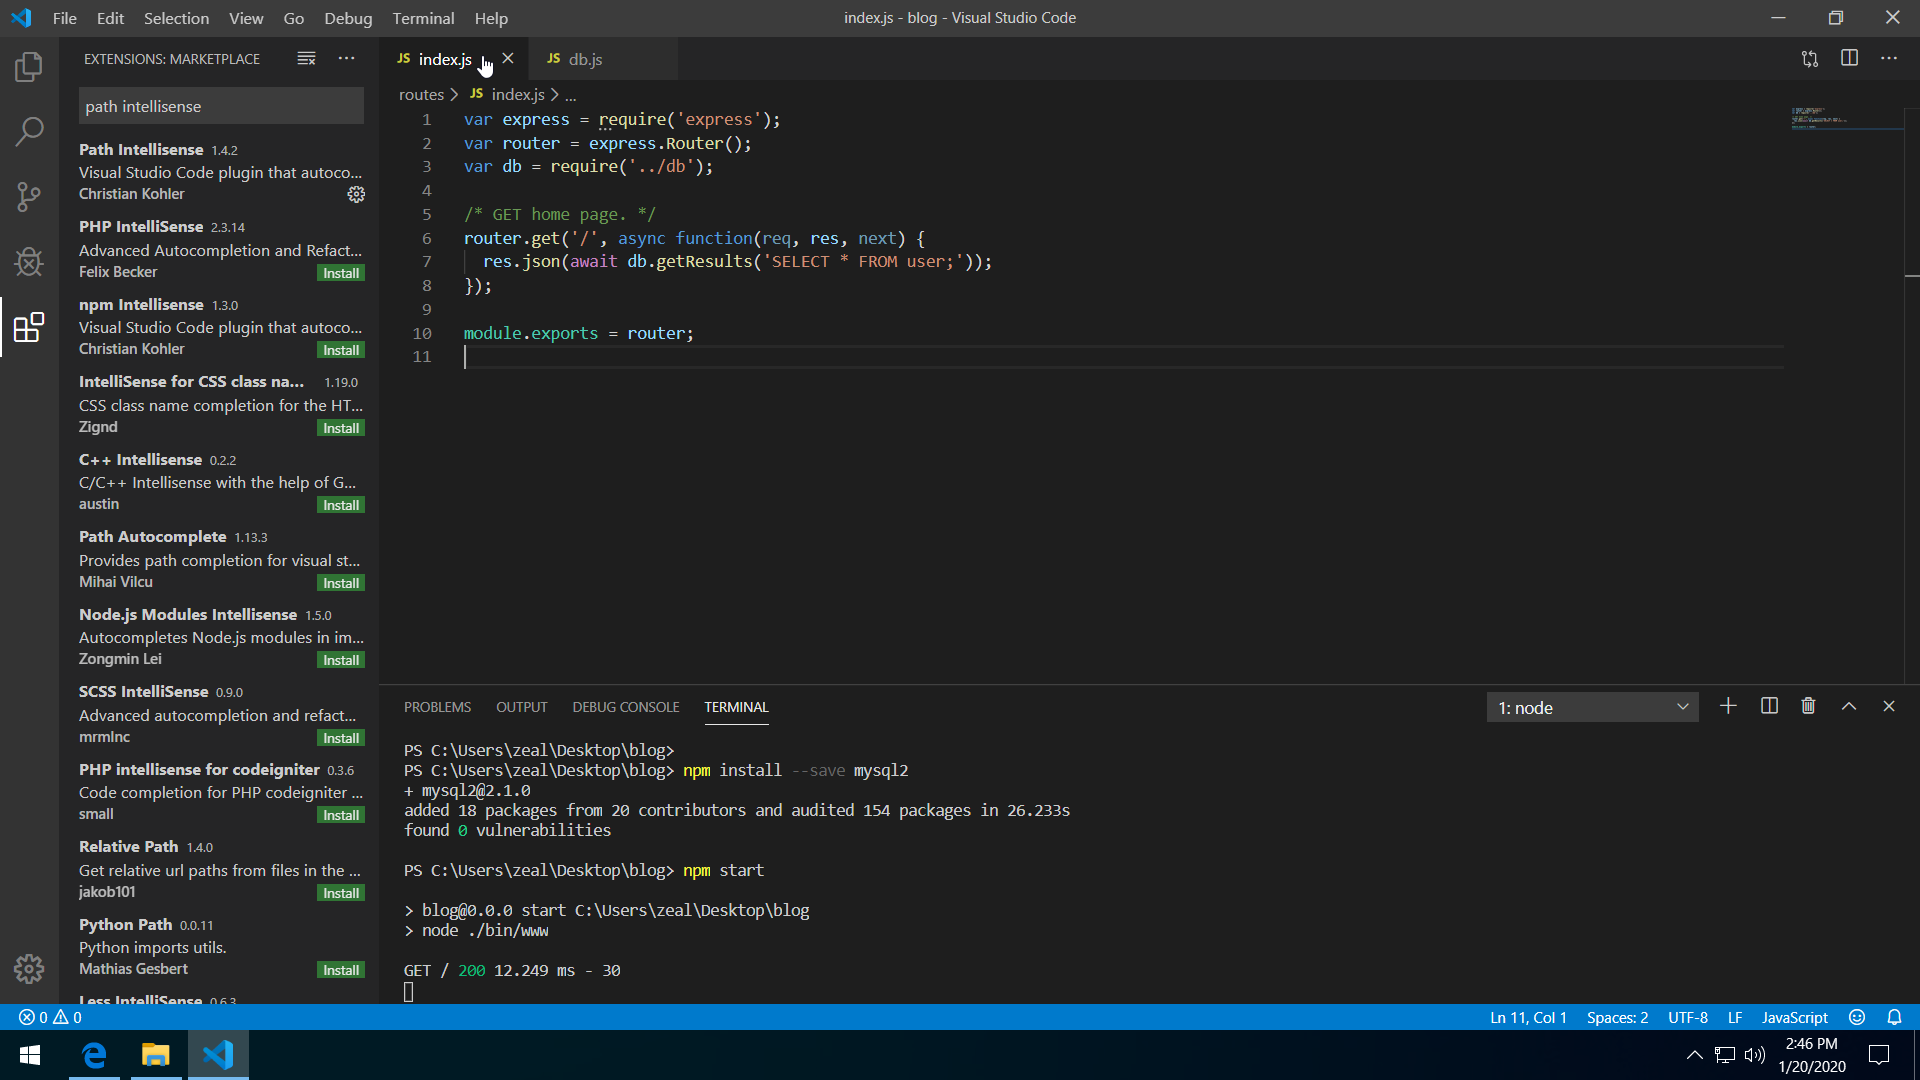 File Edit Selection View Go Debug Terminal Help
index.js - blog - Visual Studio Code
EXTENSIONS: MARKETPLACE
path intellisense
Path Intellisense 1.4.2
Visual Studio Code plugin that autoco...
Christian Kohler
PHP IntelliSense 2.3.14
Advanced Autocompletion and Refact...
Felix Becker Install
npm Intellisense 1.3.0
Visual Studio Code plugin that autoco...
Christian Kohler Install
IntelliSense for CSS class na... 1.19.0
CSS class name completion for the HT...
Zignd Install
C++ Intellisense 0.2.2
C/C++ Intellisense with the help of G...
austin Install
Path Autocomplete 1.13.3
Provides path completion for visual st...
Mihai Vilcu Install
Node.js Modules Intellisense 1.5.0
Autocompletes Node.js modules in im...
Zongmin Lei Install
SCSS IntelliSense 0.9.0
Advanced autocompletion and refact...
mrmlnc Install
PHP intellisense for codeigniter 0.3.6
Code completion for PHP codeigniter ...
small Install
Relative Path 1.4.0
Get relative url paths from files in the ...
jakob101 Install
Python Path 0.0.11
Python imports utils.
Mathias Gesbert Install
Less IntelliSense 0.6.3
JS index.js JS db.js
routes > JS index.js > ...
1 var express = require('express');
2 var router = express.Router();
3 var db = require('../db');
4
5 /* GET home page. */
6 router.get('/', async function(req, res, next) {
7 res.json(await db.getResults('SELECT * FROM user;'));
8 });
9
10 module.exports = router;
11
PROBLEMS OUTPUT DEBUG CONSOLE TERMINAL
1: node
PS C:\Users\zeal\Desktop\blog>
PS C:\Users\zeal\Desktop\blog> npm install --save mysql2
+ mysql2@2.1.0
added 18 packages from 20 contributors and audited 154 packages in 26.233s
found 0 vulnerabilities
PS C:\Users\zeal\Desktop\blog> npm start
> blog@0.0.0 start C:\Users\zeal\Desktop\blog
> node ./bin/www
GET / 200 12.249 ms - 30
0 0
Ln 11, Col 1 Spaces: 2 UTF-8 LF JavaScript
2:46 PM
1/20/2020